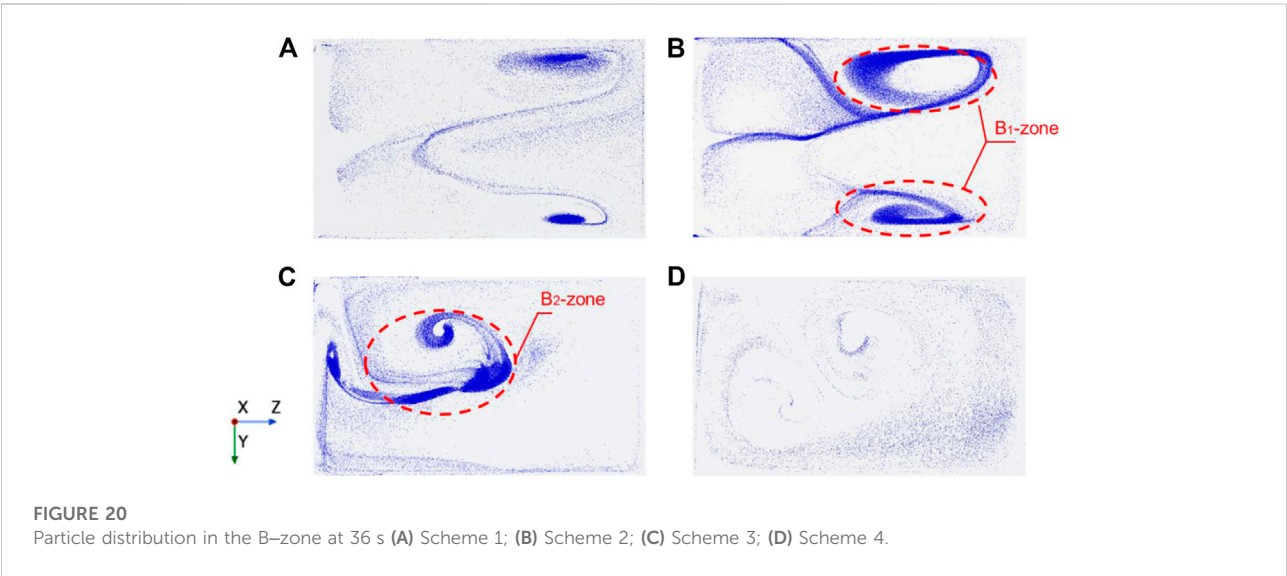 A
B
B1-zone
C
B2-zone
D
X
Z
Y
FIGURE 20
Particle distribution in the B–zone at 36 s (A) Scheme 1; (B) Scheme 2; (C) Scheme 3; (D) Scheme 4.